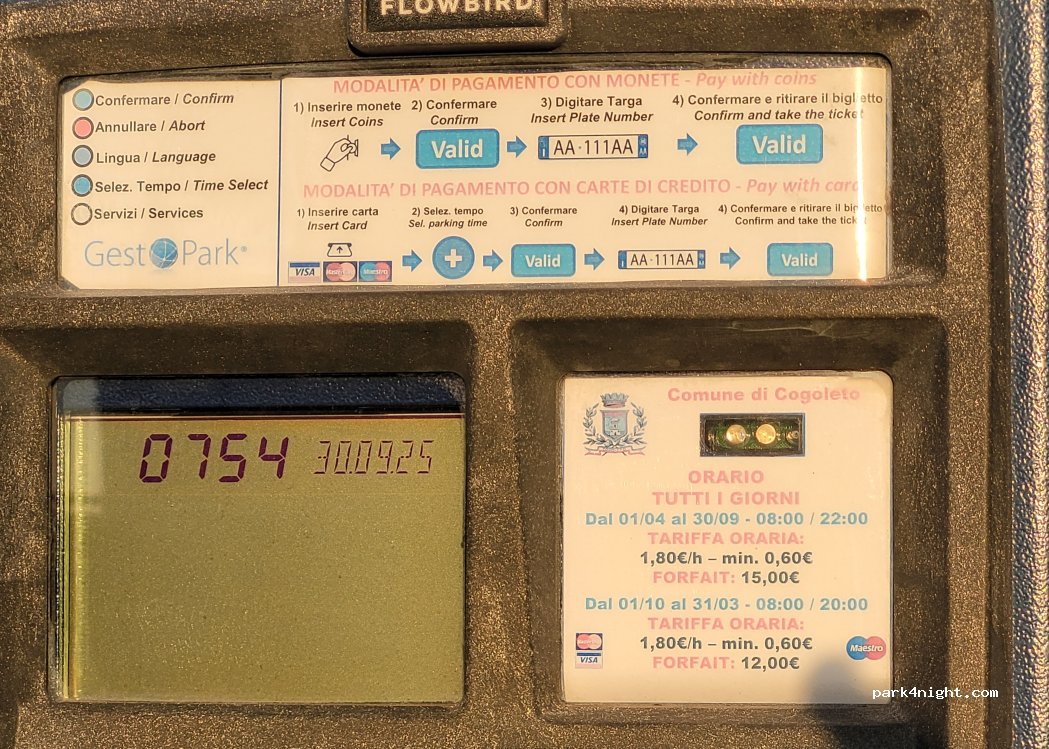 FLOWBIRD
Confermare / Confirm
Annullare / Abort
Lingua / Language
Selez. Tempo / Time Select
Servizi / Services
GestPark®
MODALITA' DI PAGAMENTO CON MONETE - Pay with coins
1) Inserire monete 2) Confermare 3) Digitare Targa 4) Confermare e ritirare il biglietto
Insert Coins Confirm Insert Plate Number Confirm and take the ticket
Valid AA-111AA Valid
MODALITA' DI PAGAMENTO CON CARTE DI CREDITO - Pay with card
1) Inserire carta 2) Selez. tempo 3) Confermare 4) Digitare Targa 4) Confermare e ritirare il biglietto
Insert Card Sel. parking time Confirm Insert Plate Number Confirm and take the ticket
VISA MasterCard Maestro Valid AA-111AA Valid
0754 30.09.25
Comune di Cogoleto
ORARIO
TUTTI I GIORNI
Dal 01/04 al 30/09 - 08:00 / 22:00
TARIFFA ORARIA:
1,80€/h – min. 0,60€
FORFAIT: 15,00€
Dal 01/10 al 31/03 - 08:00 / 20:00
TARIFFA ORARIA:
1,80€/h – min. 0,60€
FORFAIT: 12,00€
MasterCard
VISA
Maestro
park4night.com